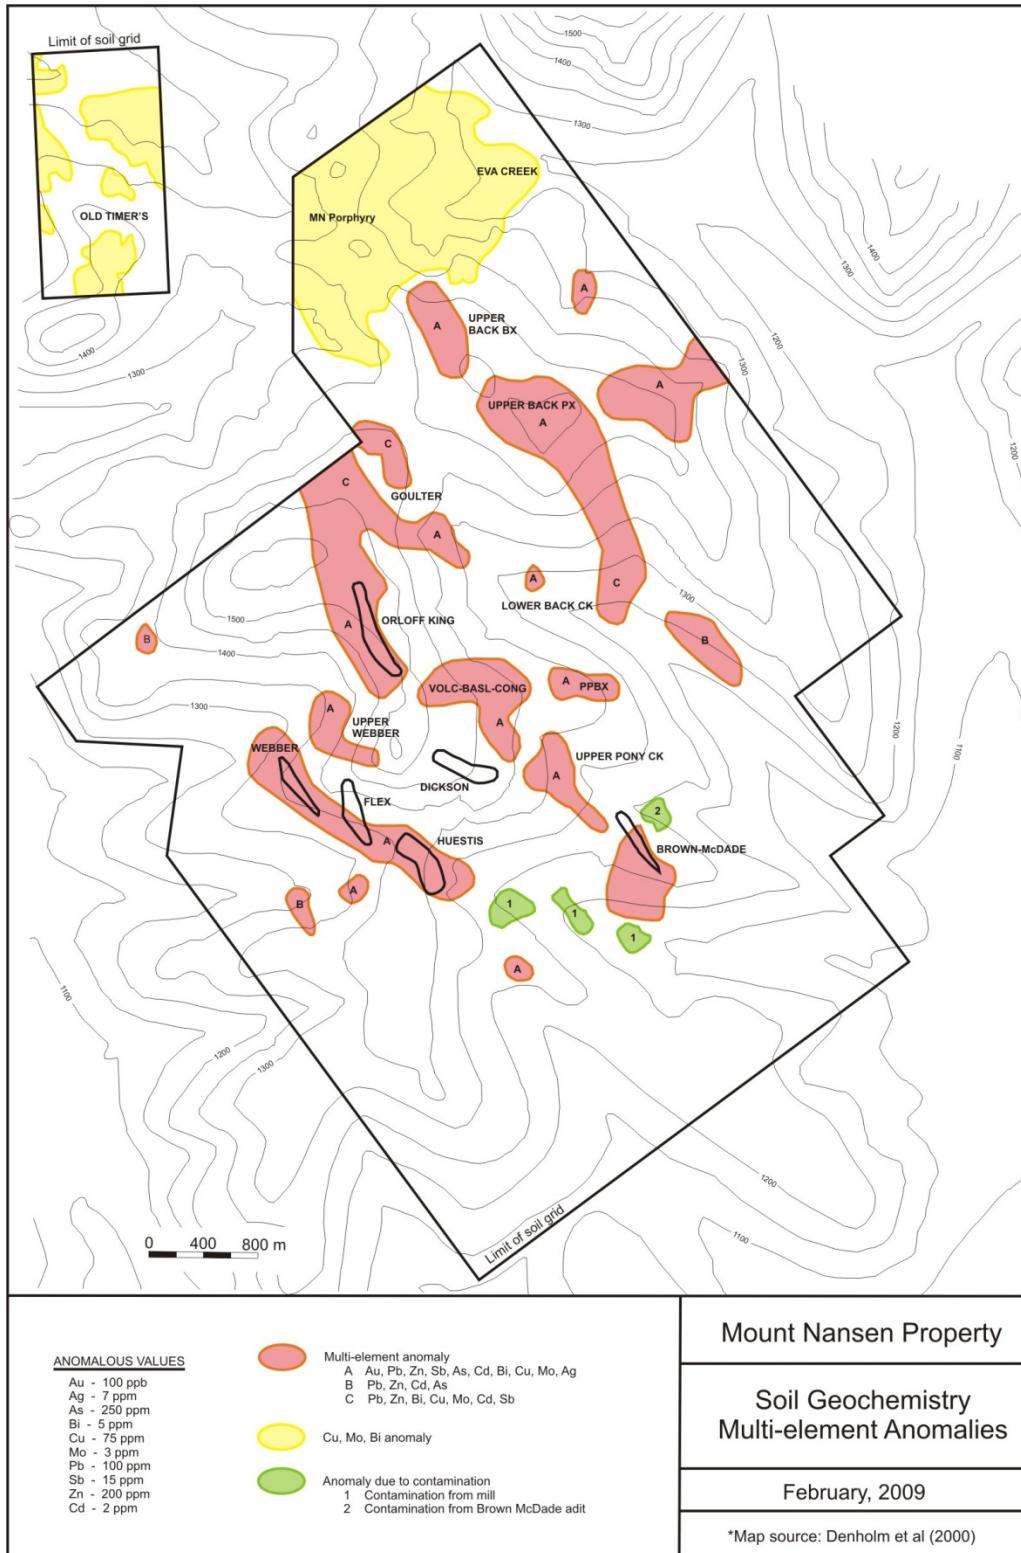 Limit of soil grid
1500
1400
1300
EVA CREEK
OLD TIMER'S
MN Porphyry
1400
1300
A
1400
1300
A
UPPER
BACK BX
1200
1300
A
UPPER BACK PX
A
C
GOULTER
C
A
1200
A
LOWER BACK CK
C
1300
1500
ORLOFF KING
A
B
B
1400
VOLC-BASL-CONG
A
PPBX
1300
A
UPPER
WEBBER
A
1200
1100
WEBBER
UPPER PONY CK
A
DICKSON
FLEX
2
A
HUESTIS
BROWN-McDADE
A
B
1
1
1
A
1100
1200
1300
1200
Limit of soil grid
1100
0 400 800 m
ANOMALOUS VALUES
Au - 100 ppb
Ag - 7 ppm
As - 250 ppm
Bi - 5 ppm
Cu - 75 ppm
Mo - 3 ppm
Pb - 100 ppm
Sb - 15 ppm
Zn - 200 ppm
Cd - 2 ppm
Multi-element anomaly
A Au, Pb, Zn, Sb, As, Cd, Bi, Cu, Mo, Ag
B Pb, Zn, Cd, As
C Pb, Zn, Bi, Cu, Mo, Cd, Sb
Cu, Mo, Bi anomaly
Anomaly due to contamination
1 Contamination from mill
2 Contamination from Brown McDade adit
Mount Nansen Property
Soil Geochemistry
Multi-element Anomalies
February, 2009
*Map source: Denholm et al (2000)